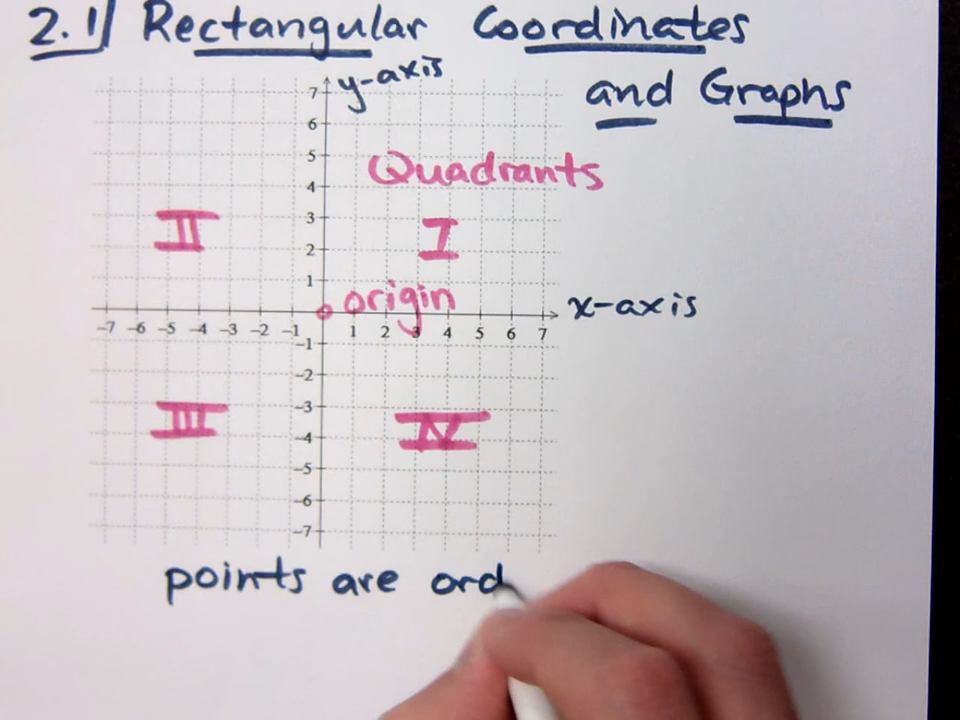 2.1 Rectangular Coordinates
and Graphs
y-axis
7
6
Quadrants
5
4
II
3
I
2
1
origin
x-axis
-7 -6 -5 -4 -3 -2 -1 1 2 3 4 5 6 7
-1
-2
III
-3
IV
-4
-5
-6
-7
points are ord